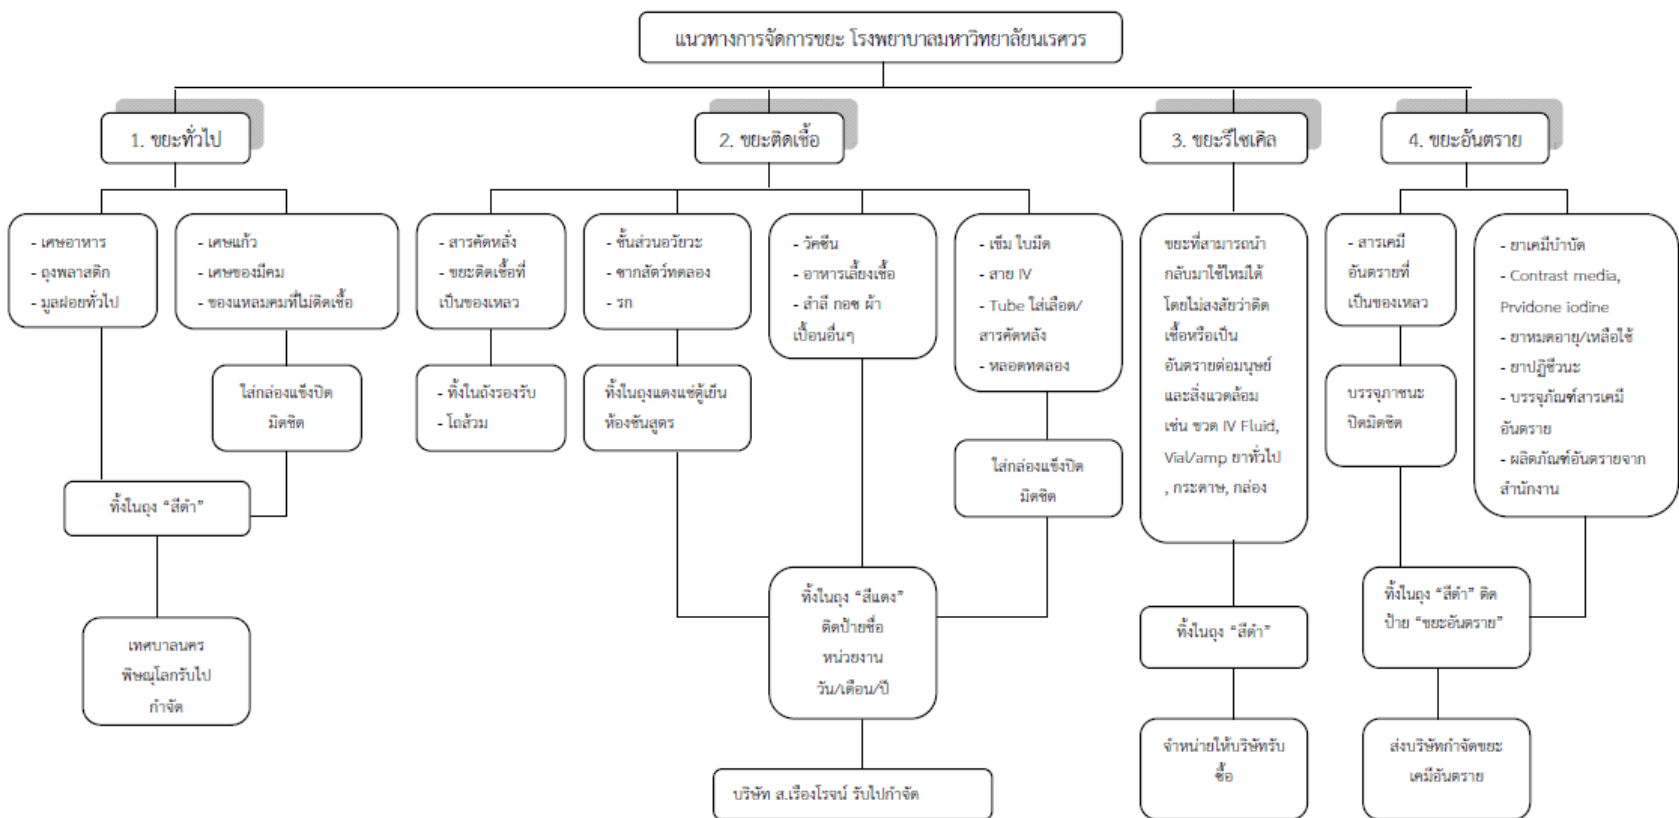 แนวทางการจัดการขยะ โรงพยาบาลมหาวิทยาลัยนเรศวร
1. ขยะทั่วไป
2. ขยะติดเชื้อ
3. ขยะรีไซเคิล
4. ขยะอันตราย
- เศษอาหาร
- ถุงพลาสติก
- มูลฝอยทั่วไป
- เศษแก้ว
- เศษของมีคม
- ของแหลมคมที่ไม่ติดเชื้อ
- สารคัดหลั่ง
- ขยะติดเชื้อที่
เป็นของเหลว
- ชิ้นส่วนอวัยวะ
- ซากสัตว์ทดลอง
- รก
- วัคซีน
- อาหารเลี้ยงเชื้อ
- สำลี กอซ ผ้า
เปื้อนอื่นๆ
- เข็ม ใบมีด
- สาย IV
- Tube ใส่เลือด/
สารคัดหลัง
- หลอดทดลอง
ขยะที่สามารถนำ
กลับมาใช้ใหม่ได้
โดยไม่สงสัยว่าติด
เชื้อหรือเป็น
อันตรายต่อมนุษย์
และสิ่งแวดล้อม
เช่น ขวด IV Fluid,
Vial/amp ยาทั่วไป
, กระดาษ, กล่อง
- สารเคมี
อันตรายที่
เป็นของเหลว
- ยาเคมีบำบัด
- Contrast media,
Prvidone iodine
- ยาหมดอายุ/เหลือใช้
- ยาปฏิชีวนะ
- บรรจุภัณฑ์สารเคมี
อันตราย
- ผลิตภัณฑ์อันตรายจาก
สำนักงาน
ใส่กล่องแข็งปิด
มิดชิด
- ทิ้งในถังรองรับ
- โถส้วม
ทิ้งในถุงแดงแช่ตู้เย็น
ห้องชันสูตร
ใส่กล่องแข็งปิด
มิดชิด
บรรจุภาชนะ
ปิดมิดชิด
ทิ้งในถุง “สีดำ”
ทิ้งในถุง “สีแดง”
ติดป้ายชื่อ
หน่วยงาน
วัน/เดือน/ปี
ทิ้งในถุง “สีดำ”
ทิ้งในถุง “สีดำ” ติด
ป้าย “ขยะอันตราย”
เทศบาลนคร
พิษณุโลกรับไป
กำจัด
บริษัท ส.เรืองโรจน์ รับไปกำจัด
จำหน่ายให้บริษัทรับ
ซื้อ
ส่งบริษัทกำจัดขยะ
เคมีอันตราย